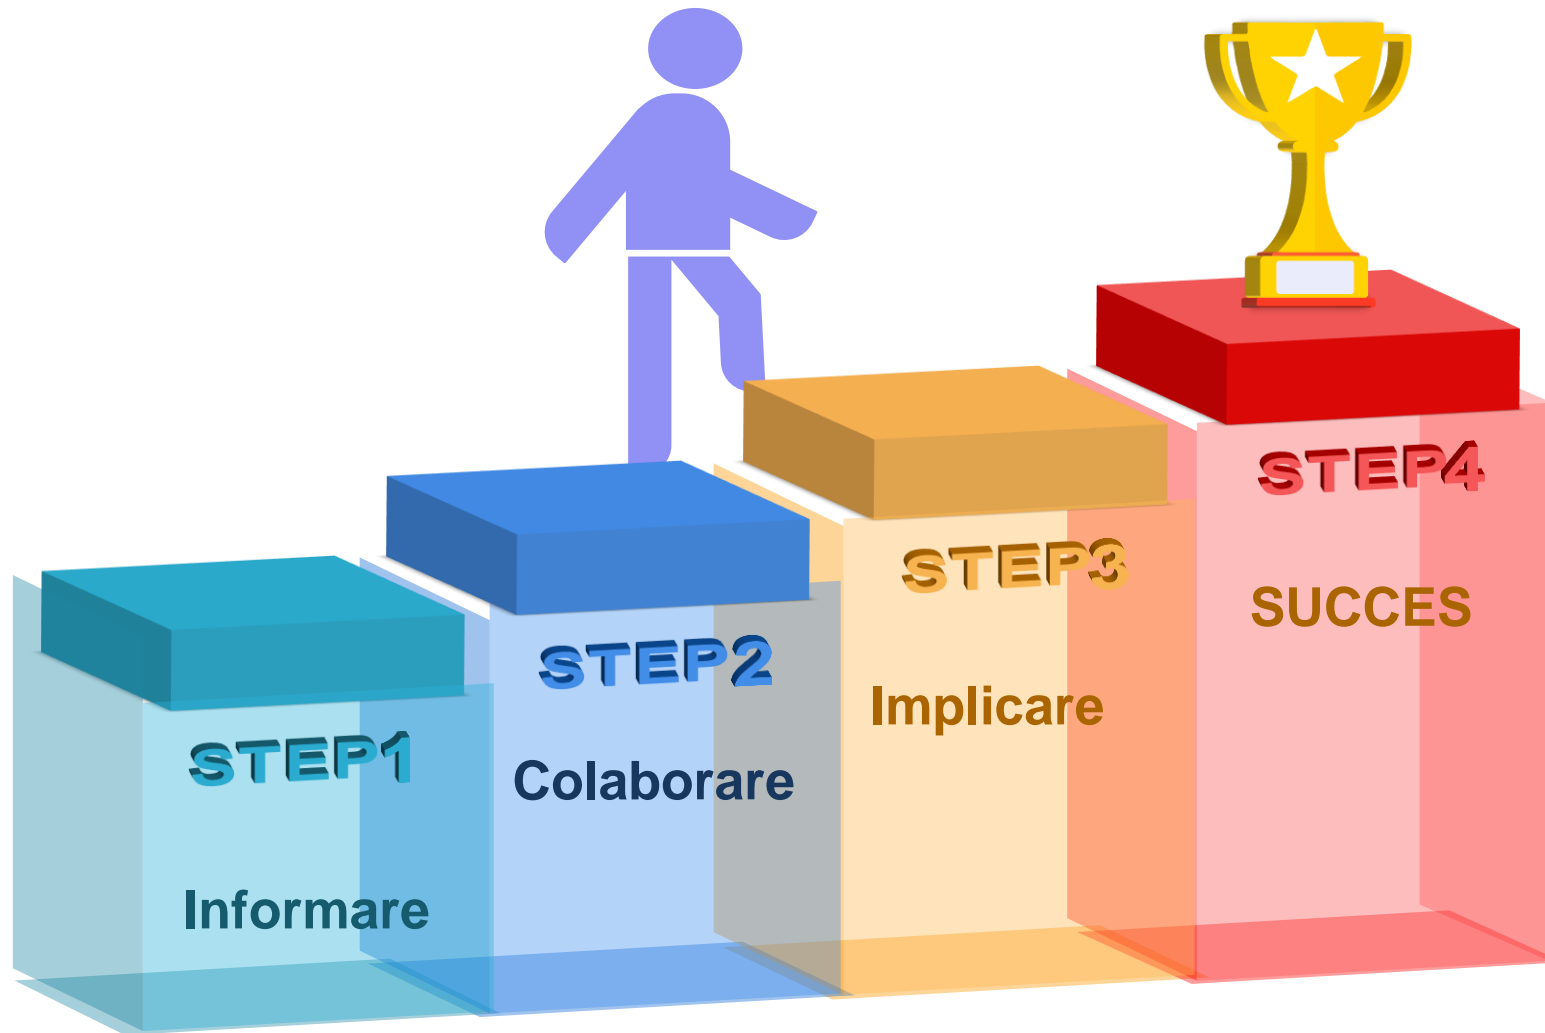 STEP1
Informare
STEP2
Colaborare
STEP3
Implicare
STEP4
SUCCES